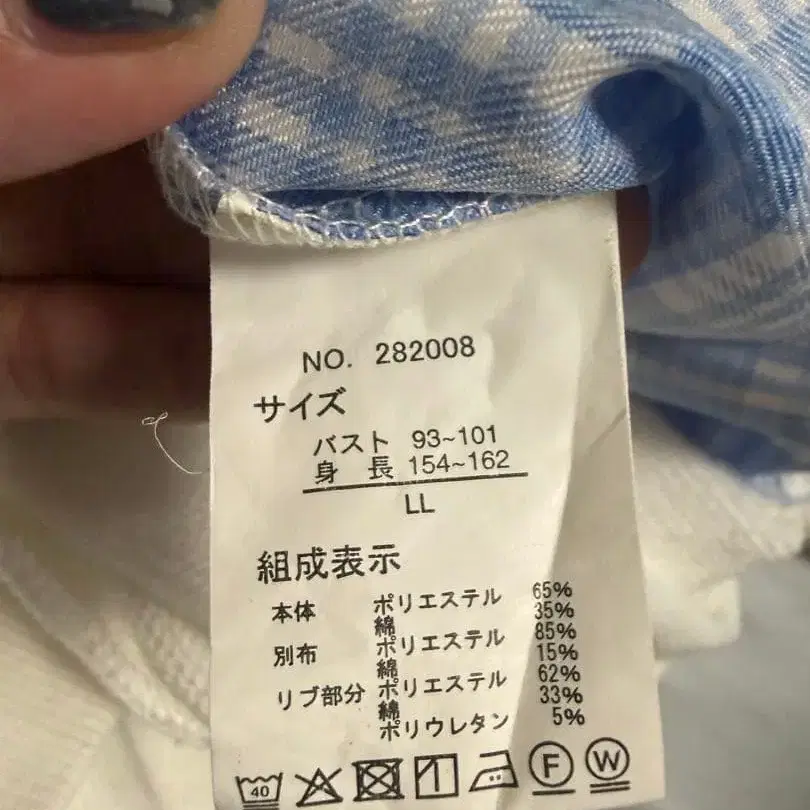 NO. 282008
サイズ
バスト 93~101
身長 154~162
LL
組成表示
本体 ポリエステル 65%
綿 35%
別布 ポリエステル 85%
綿 15%
リブ部分 ポリエステル 62%
綿 33%
ポリウレタン 5%
40 F W